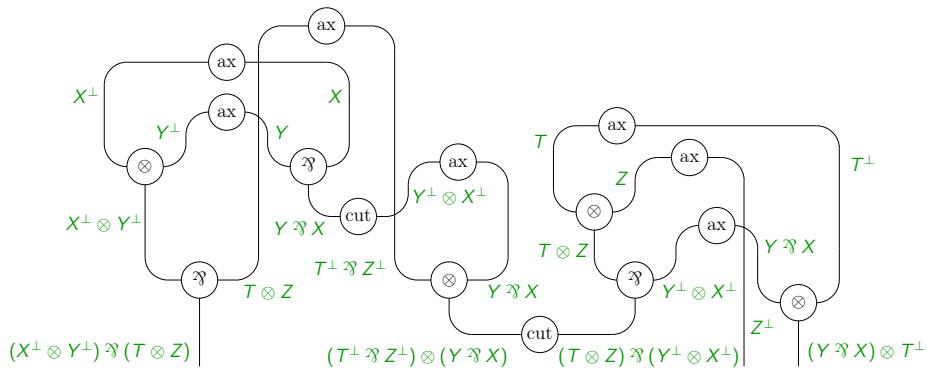 ax
ax
X⊥ X
ax ax
Y⊥ Y T T⊥
⊗ ⅋ ax Z ax
Y⊥ ⊗ X⊥
X⊥ ⊗ Y⊥ Y ⅋ X cut ⊗ ax
T ⊗ Z Y ⅋ X
T⊥ ⅋ Z⊥
⅋ T ⊗ Z ⊗ Y ⅋ X ⅋ Y⊥ ⊗ X⊥ ⊗
cut Z⊥
(X⊥ ⊗ Y⊥) ⅋ (T ⊗ Z) (T⊥ ⅋ Z⊥) ⊗ (Y ⅋ X) (T ⊗ Z) ⅋ (Y⊥ ⊗ X⊥) (Y ⅋ X) ⊗ T⊥